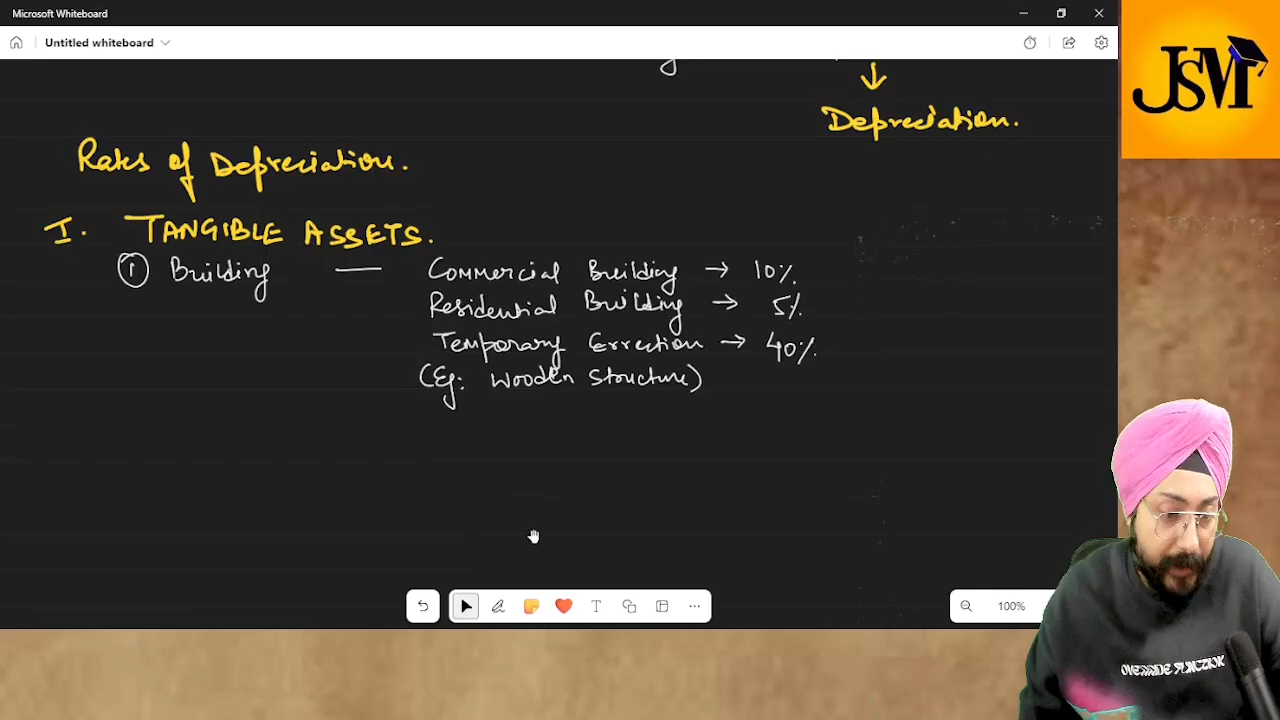 Microsoft Whiteboard
Untitled whiteboard
JSM
Depreciation.
Rates of Depreciation.
I. TANGIBLE ASSETS.
① Building — Commercial Building → 10%
Residential Building → 5%
Temporary Errection → 40%
(Eg: Wooden Structure)
T
100%